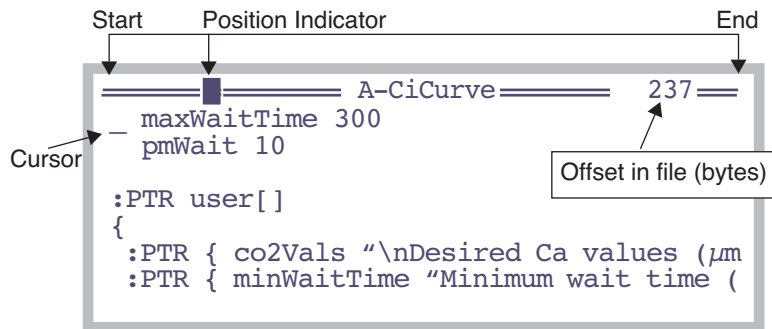 Start Position Indicator End
A-CiCurve 237
_ maxWaitTime 300
Cursor
pmWait 10
Offset in file (bytes)
:PTR user[]
{
:PTR { co2Vals “\nDesired Ca values (µm
:PTR { minWaitTime “Minimum wait time (